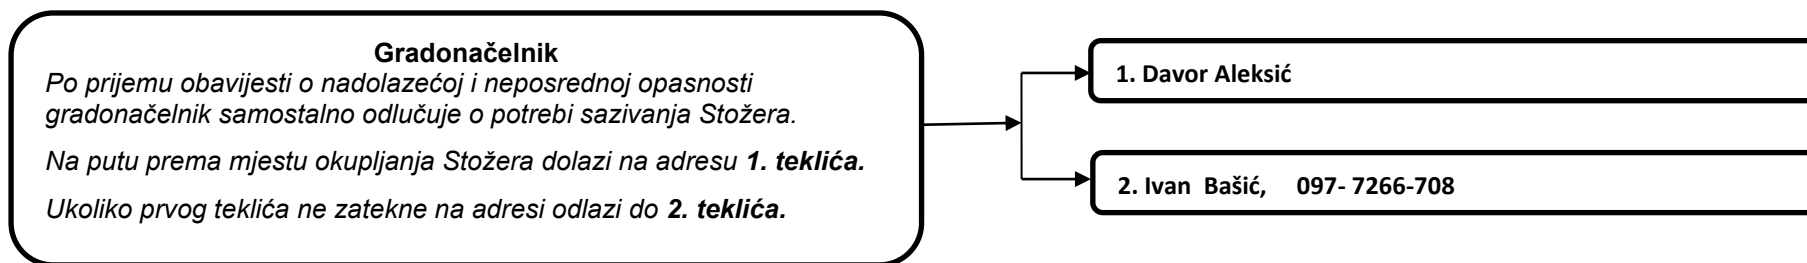 Gradonačelnik
Po prijemu obavijesti o nadolazećoj i neposrednoj opasnosti
gradonačelnik samostalno odlučuje o potrebi sazivanja Stožera.
Na putu prema mjestu okupljanja Stožera dolazi na adresu 1. teklića.
Ukoliko prvog teklića ne zatekne na adresi odlazi do 2. teklića.
1. Davor Aleksić
2. Ivan Bašić, 097- 7266-708